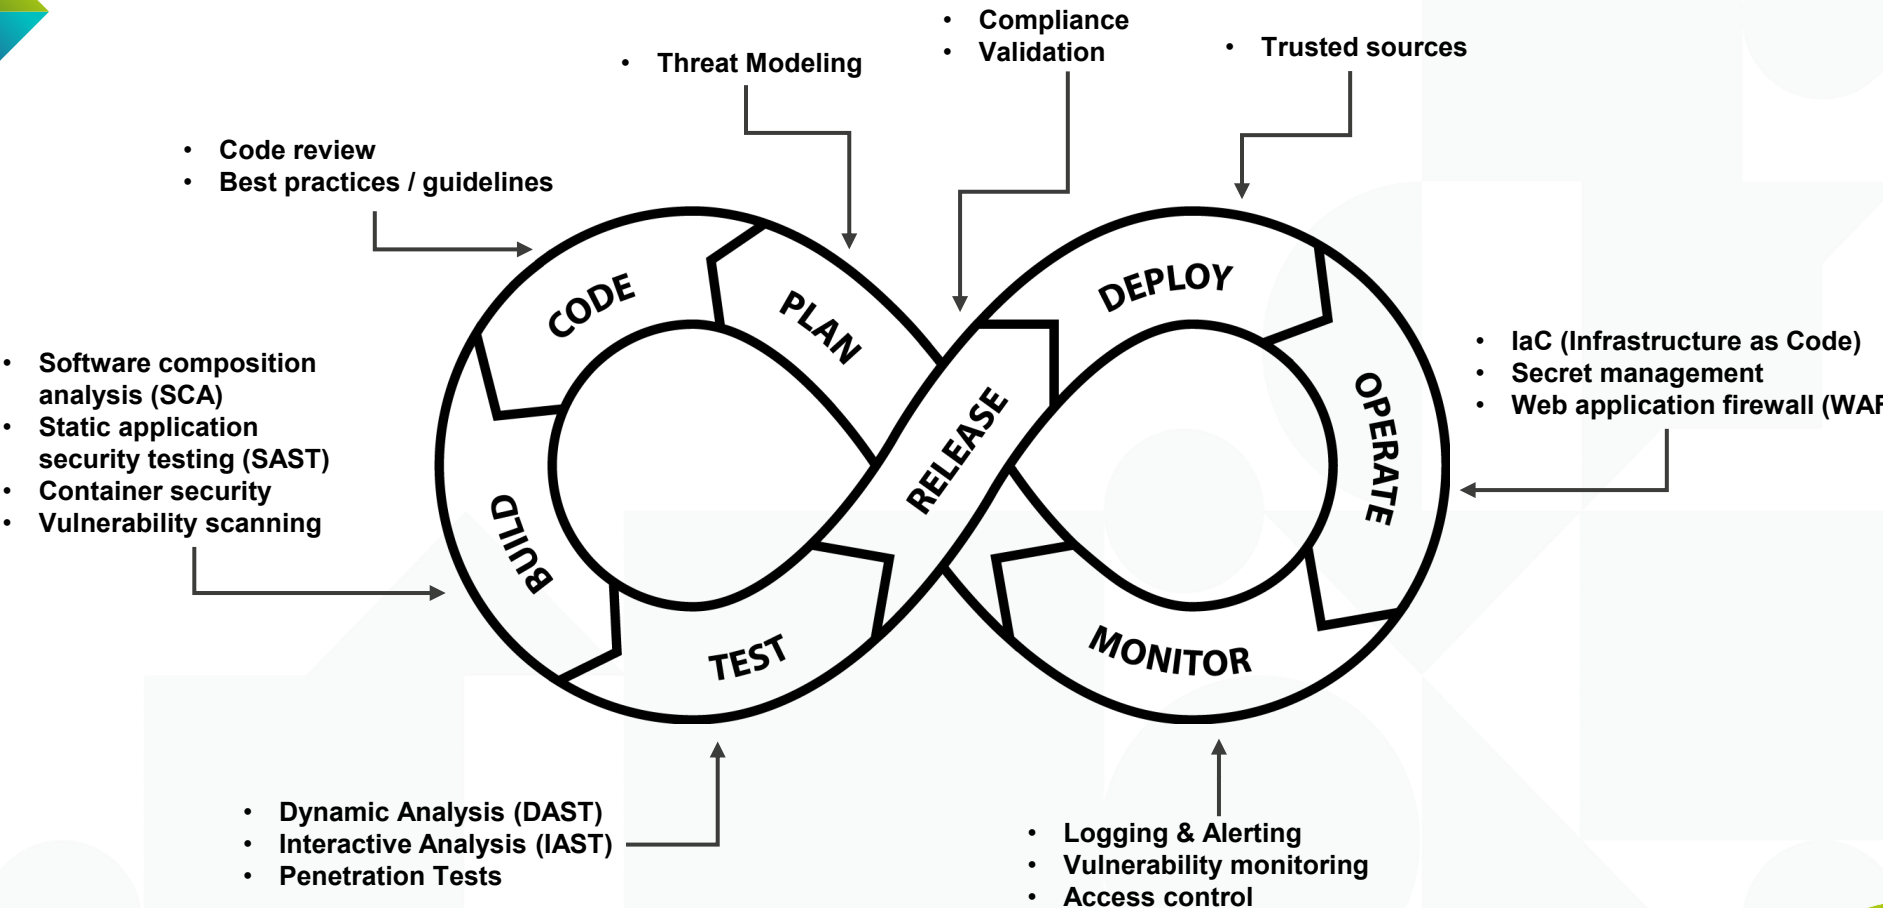 • Compliance
• Validation
• Trusted sources
• Threat Modeling
• Code review
• Best practices / guidelines
CODE
PLAN
DEPLOY
• IaC (Infrastructure as Code)
• Secret management
• Web application firewall (WAF
• Software composition
analysis (SCA)
• Static application
security testing (SAST)
• Container security
• Vulnerability scanning
RELEASE
OPERATE
BUILD
TEST
MONITOR
• Dynamic Analysis (DAST)
• Interactive Analysis (IAST)
• Penetration Tests
• Logging & Alerting
• Vulnerability monitoring
• Access control